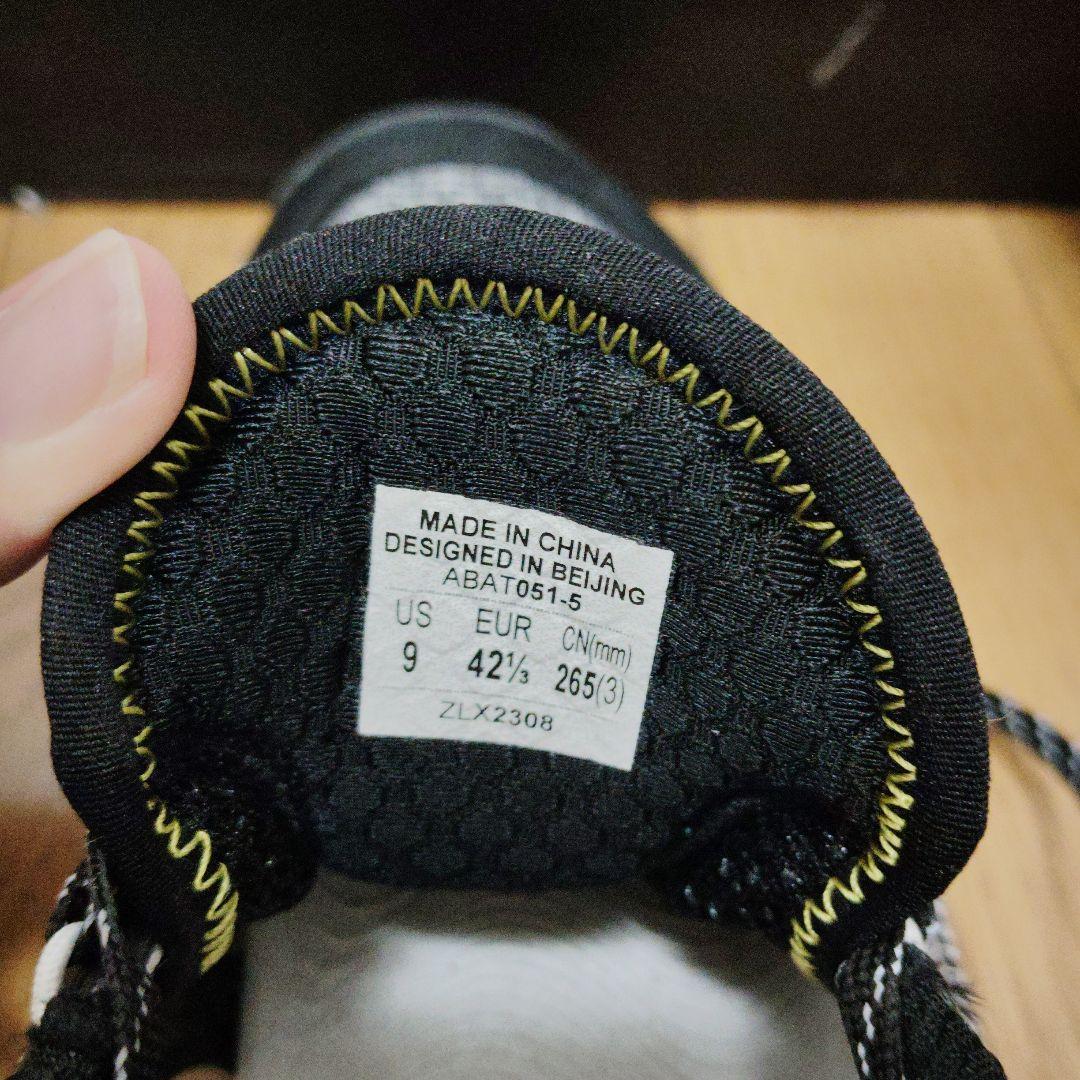 MADE IN CHINA
DESIGNED IN BEIJING
ABAT051-5
US EUR CN(mm)
9 42⅓ 265(3)
ZLX2308